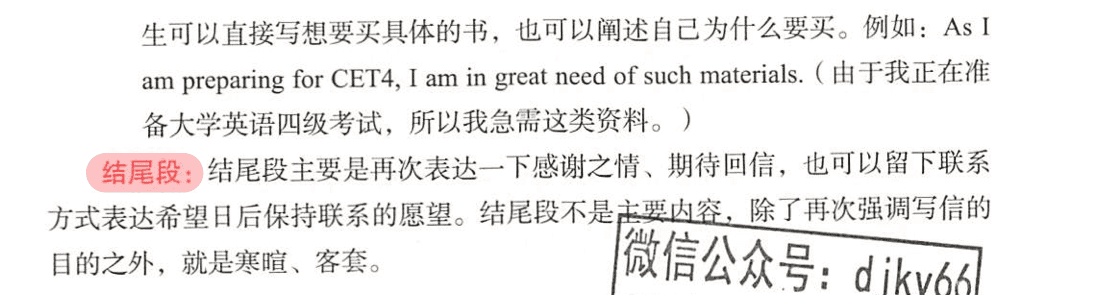 生可以直接写想要买具体的书，也可以阐述自己为什么要买。例如：As I
am preparing for CET4, I am in great need of such materials.（由于我正在准
备大学英语四级考试，所以我急需这类资料。）
结尾段：结尾段主要是再次表达一下感谢之情、期待回信，也可以留下联系
方式表达希望日后保持联系的愿望。结尾段不是主要内容，除了再次强调写信的
目的之外，就是寒暄、客套。
微信公众号：djky66